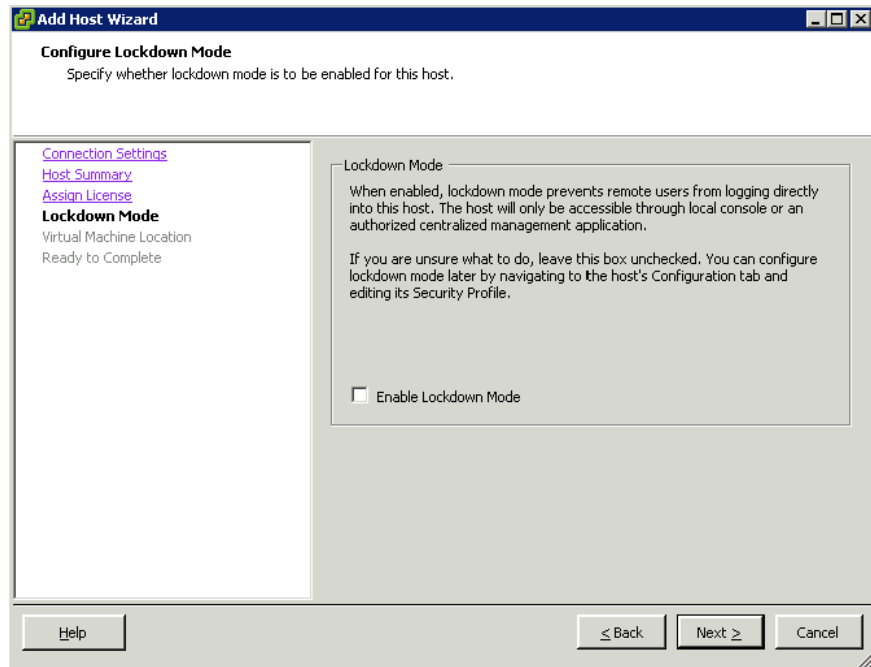 Add Host Wizard
Configure Lockdown Mode
Specify whether lockdown mode is to be enabled for this host.
Connection Settings
Host Summary
Assign License
Lockdown Mode
Virtual Machine Location
Ready to Complete
Lockdown Mode
When enabled, lockdown mode prevents remote users from logging directly
into this host. The host will only be accessible through local console or an
authorized centralized management application.
If you are unsure what to do, leave this box unchecked. You can configure
lockdown mode later by navigating to the host's Configuration tab and
editing its Security Profile.
Enable Lockdown Mode
Help
< Back
Next >
Cancel